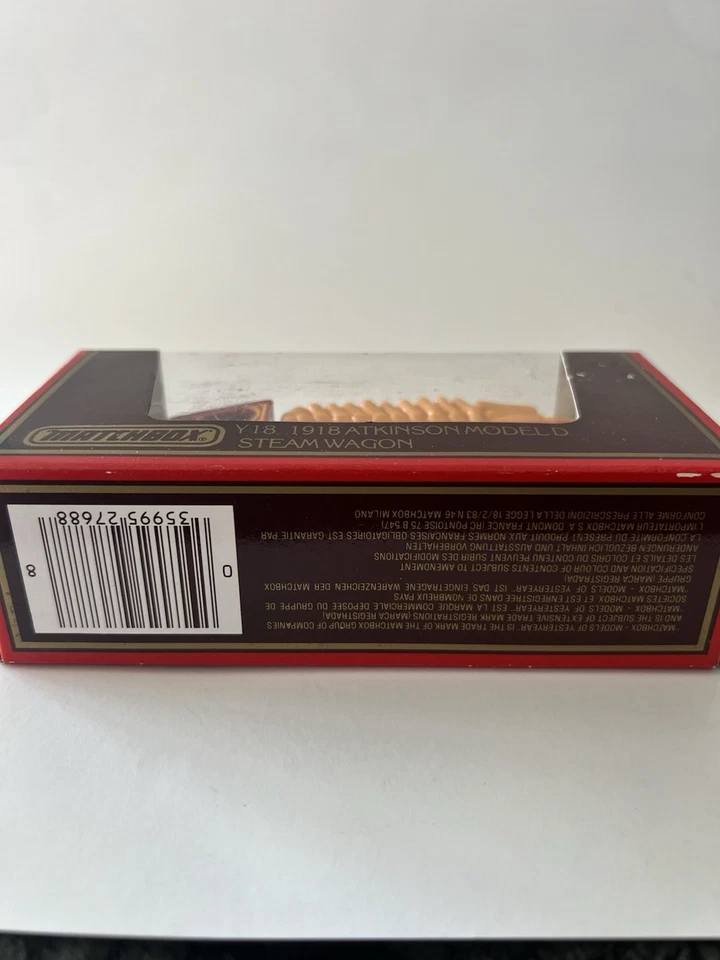 MATCHBOX®
Y18 1918 ATKINSON MODEL D
STEAM WAGON
"MATCHBOX - MODELS OF YESTERYEAR" IS THE TRADE MARK OF THE MATCHBOX GROUP OF COMPANIES
AND IS THE SUBJECT OF EXTENSIVE TRADE MARK REGISTRATIONS (MARCA REGISTRADA)
"MATCHBOX - MODELS OF YESTERYEAR" EST LA MARQUE COMMERCIALE DEPOSÉE DU GROUPE DE
SOCIETES MATCHBOX ET EST ENREGISTREE DANS DE NOMBREUX PAYS
"MATCHBOX - MODELS OF YESTERYEAR" IST DAS EINGETRAGENE WARENZEICHEN DER MATCHBOX
GRUPPE (MARCA REGISTRADA)
SPECIFICATION AND COLOUR OF CONTENTS SUBJECT TO AMENDMENT
LES DETAILS ET COLORIS DU CONTENU PEUVENT SUBIR DES MODIFICATIONS
ANDERUNGEN BEZÜGLICH INHALT UND AUSSTATTUNG VORBEHALTEN
LA CONFORMITE DU PRESENT PRODUIT AUX NORMES FRANCAISES OBLIGATOIRES EST GARANTIE PAR
L'IMPORTATEUR MATCHBOX S.A. DOMONT. FRANCE (RC PONTOISE 75 B 547)
CONFORME ALLE PRESCRIZIONI DELLA LEGGE 18/2/83 N 46 MATCHBOX MILANO
0 35995 27688 8